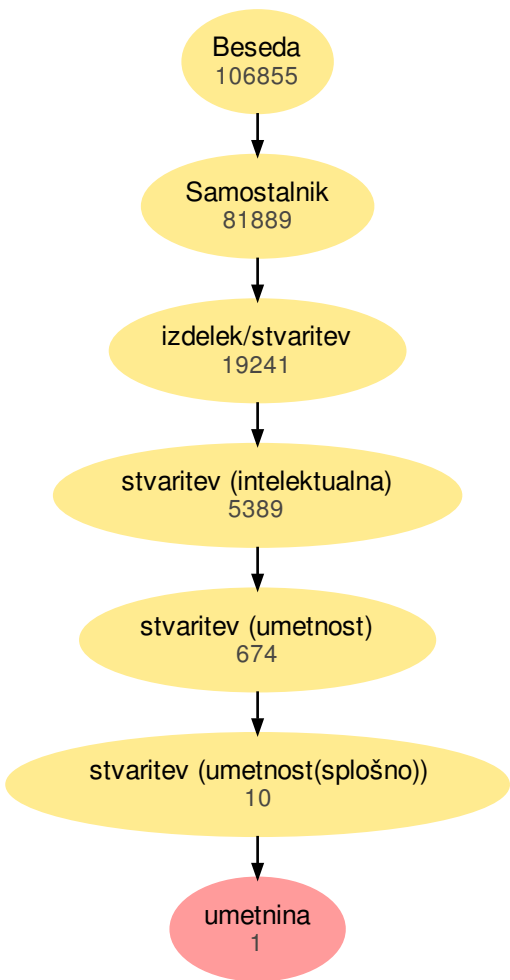 Beseda
106855
Samostalnik
81889
izdelek/stvaritev
19241
stvaritev (intelektualna)
5389
stvaritev (umetnost)
674
stvaritev (umetnost(splošno))
10
umetnina
1